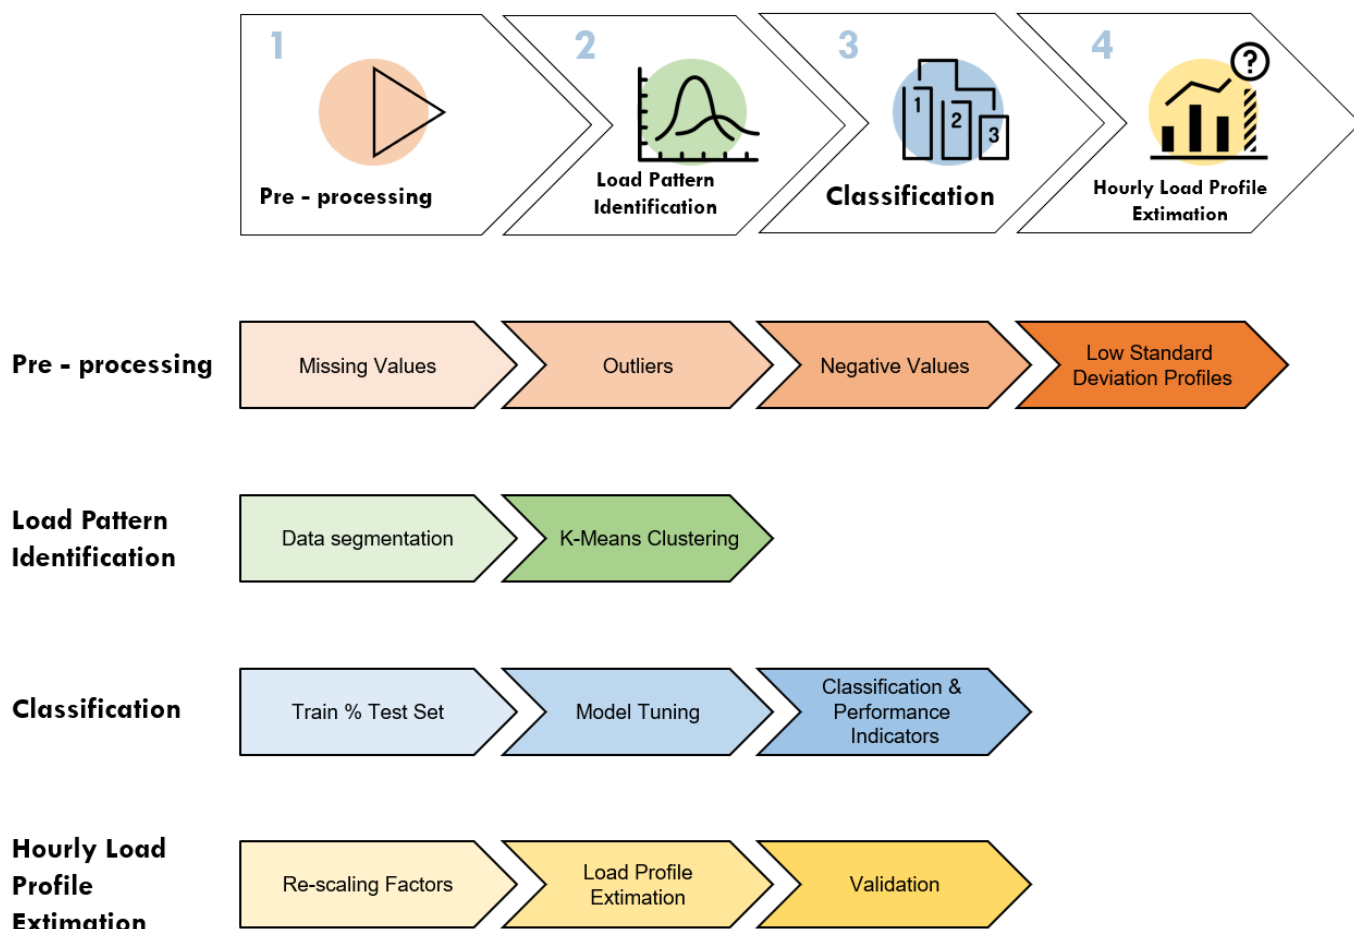 1
2
3
4
?
1
2
3
Pre - processing
Load Pattern
Identification
Classification
Hourly Load Profile
Extimation
Pre - processing
Missing Values
Outliers
Negative Values
Low Standard
Deviation Profiles
Load Pattern
Identification
Data segmentation
K-Means Clustering
Classification
Train % Test Set
Model Tuning
Classification &
Performance
Indicators
Hourly Load
Profile
Extimation
Re-scaling Factors
Load Profile
Extimation
Validation